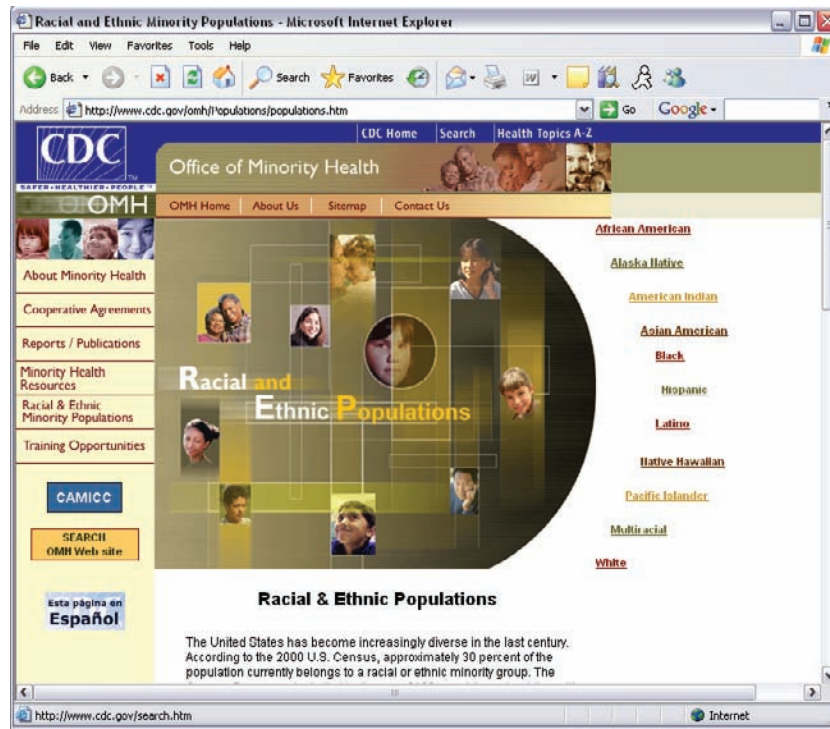 Racial and Ethnic Minority Populations - Microsoft Internet Explorer
File Edit View Favorites Tools Help
Back Search Favorites
Address http://www.cdc.gov/omh/Populations/populations.htm Go Google
CDC Home Search Health Topics A-Z
CDC
TM
SAFER•HEALTHIER•PEOPLE™
Office of Minority Health
OMH
OMH Home About Us Sitemap Contact Us
About Minority Health
Cooperative Agreements
Reports / Publications
Minority Health
Resources
Racial & Ethnic
Minority Populations
Training Opportunities
CAMICC
SEARCH
OMH Web site
Esta página en
Español
Racial and
Ethnic Populations
African American
Alaska Native
American Indian
Asian American
Black
Hispanic
Latino
Native Hawaiian
Pacific Islander
Multiracial
White
Racial & Ethnic Populations
The United States has become increasingly diverse in the last century.
According to the 2000 U.S. Census, approximately 30 percent of the
population currently belongs to a racial or ethnic minority group. The
http://www.cdc.gov/search.htm Internet